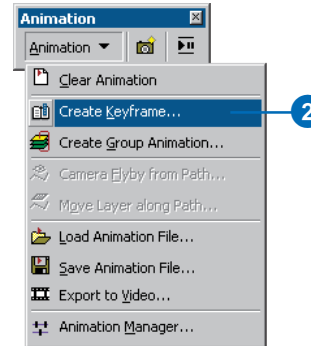 Animation
Animation
Clear Animation
Create Keyframe...
2
Create Group Animation...
Camera Flyby from Path...
Move Layer along Path...
Load Animation File...
Save Animation File...
Export to Video...
Animation Manager...